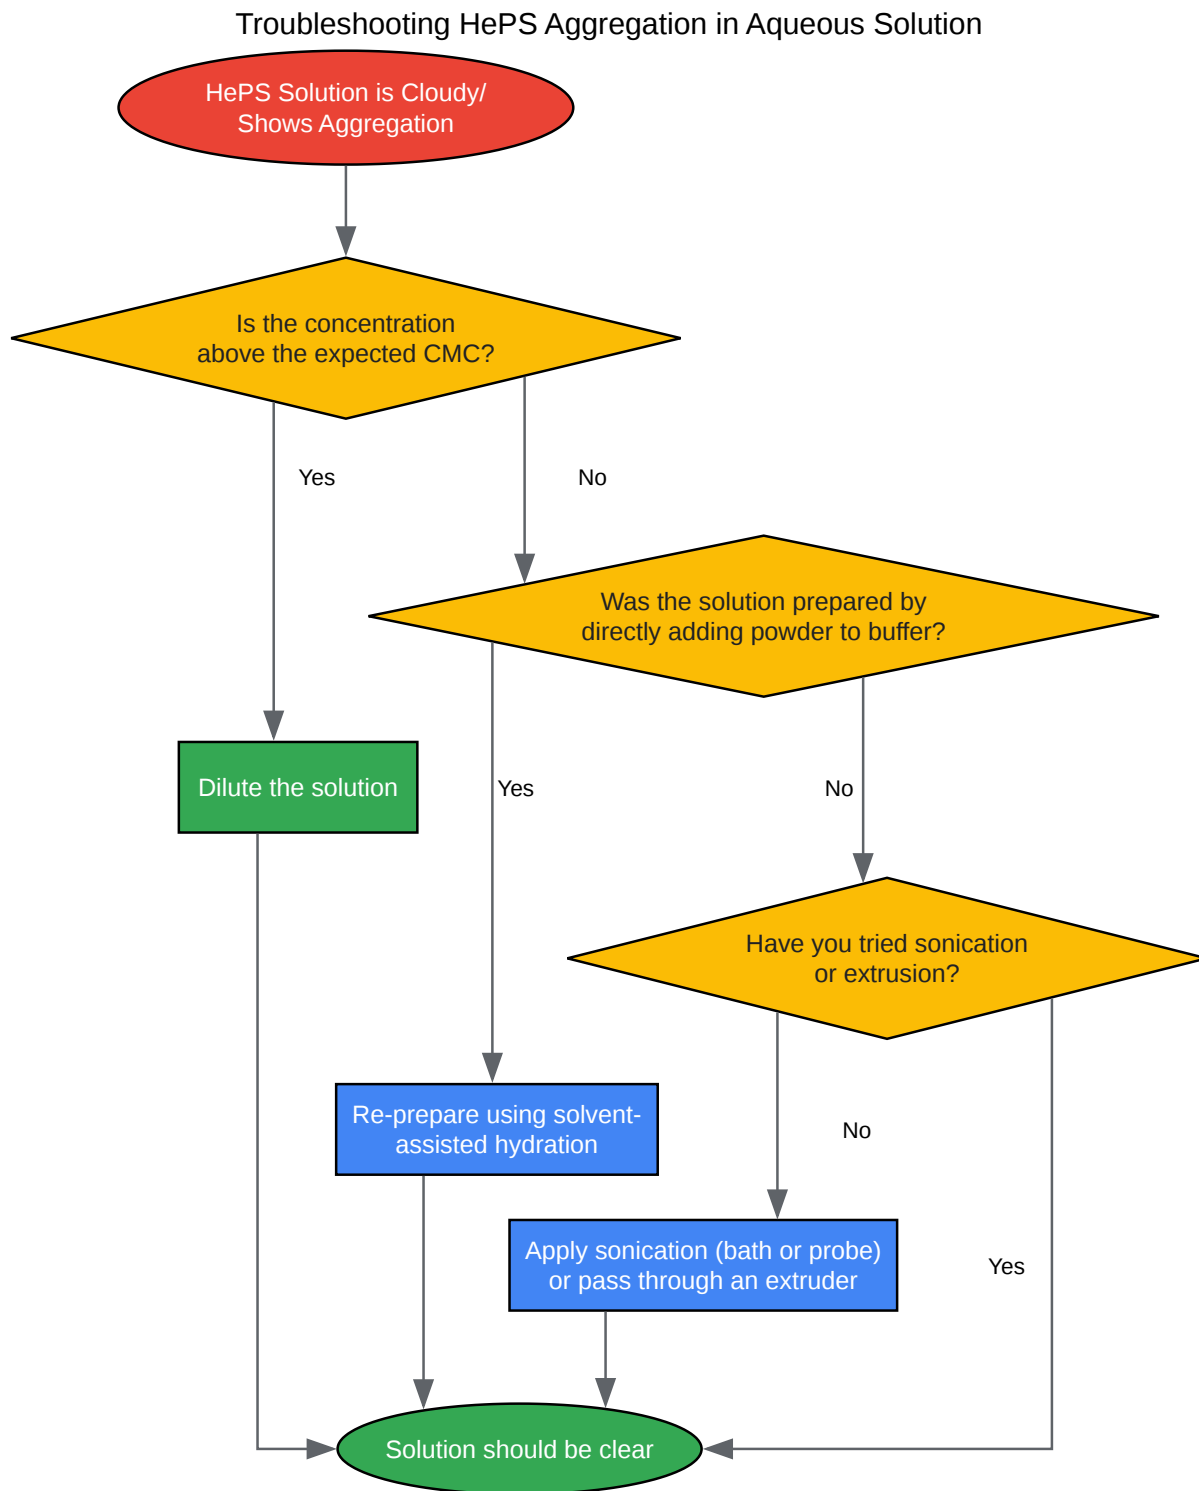 Troubleshooting HePS Aggregation in Aqueous Solution
HePS Solution is Cloudy/
Shows Aggregation
Is the concentration
above the expected CMC?
Yes
No
Was the solution prepared by
directly adding powder to buffer?
Dilute the solution
Yes
No
Have you tried sonication
or extrusion?
Re-prepare using solvent-
assisted hydration
No
Apply sonication (bath or probe)
or pass through an extruder
Yes
Solution should be clear